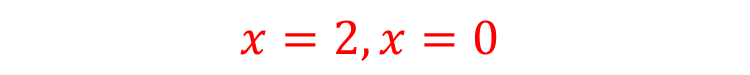 x = 2, x = 0